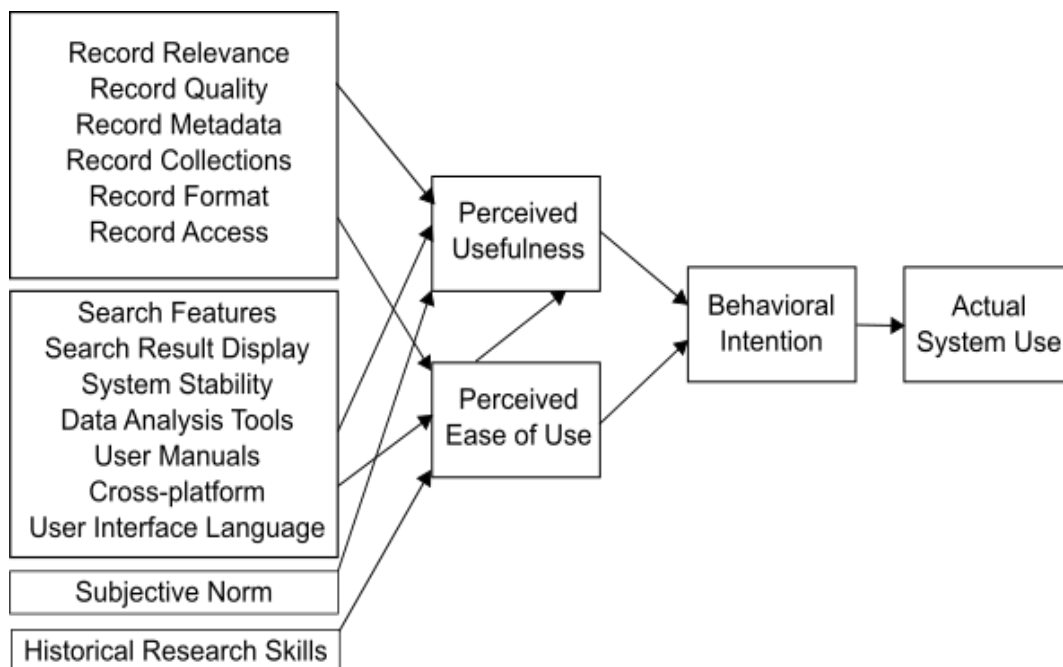 Record Relevance
Record Quality
Record Metadata
Record Collections
Record Format
Record Access
Search Features
Search Result Display
System Stability
Data Analysis Tools
User Manuals
Cross-platform
User Interface Language
Subjective Norm
Historical Research Skills
Perceived
Usefulness
Perceived
Ease of Use
Behavioral
Intention
Actual
System Use